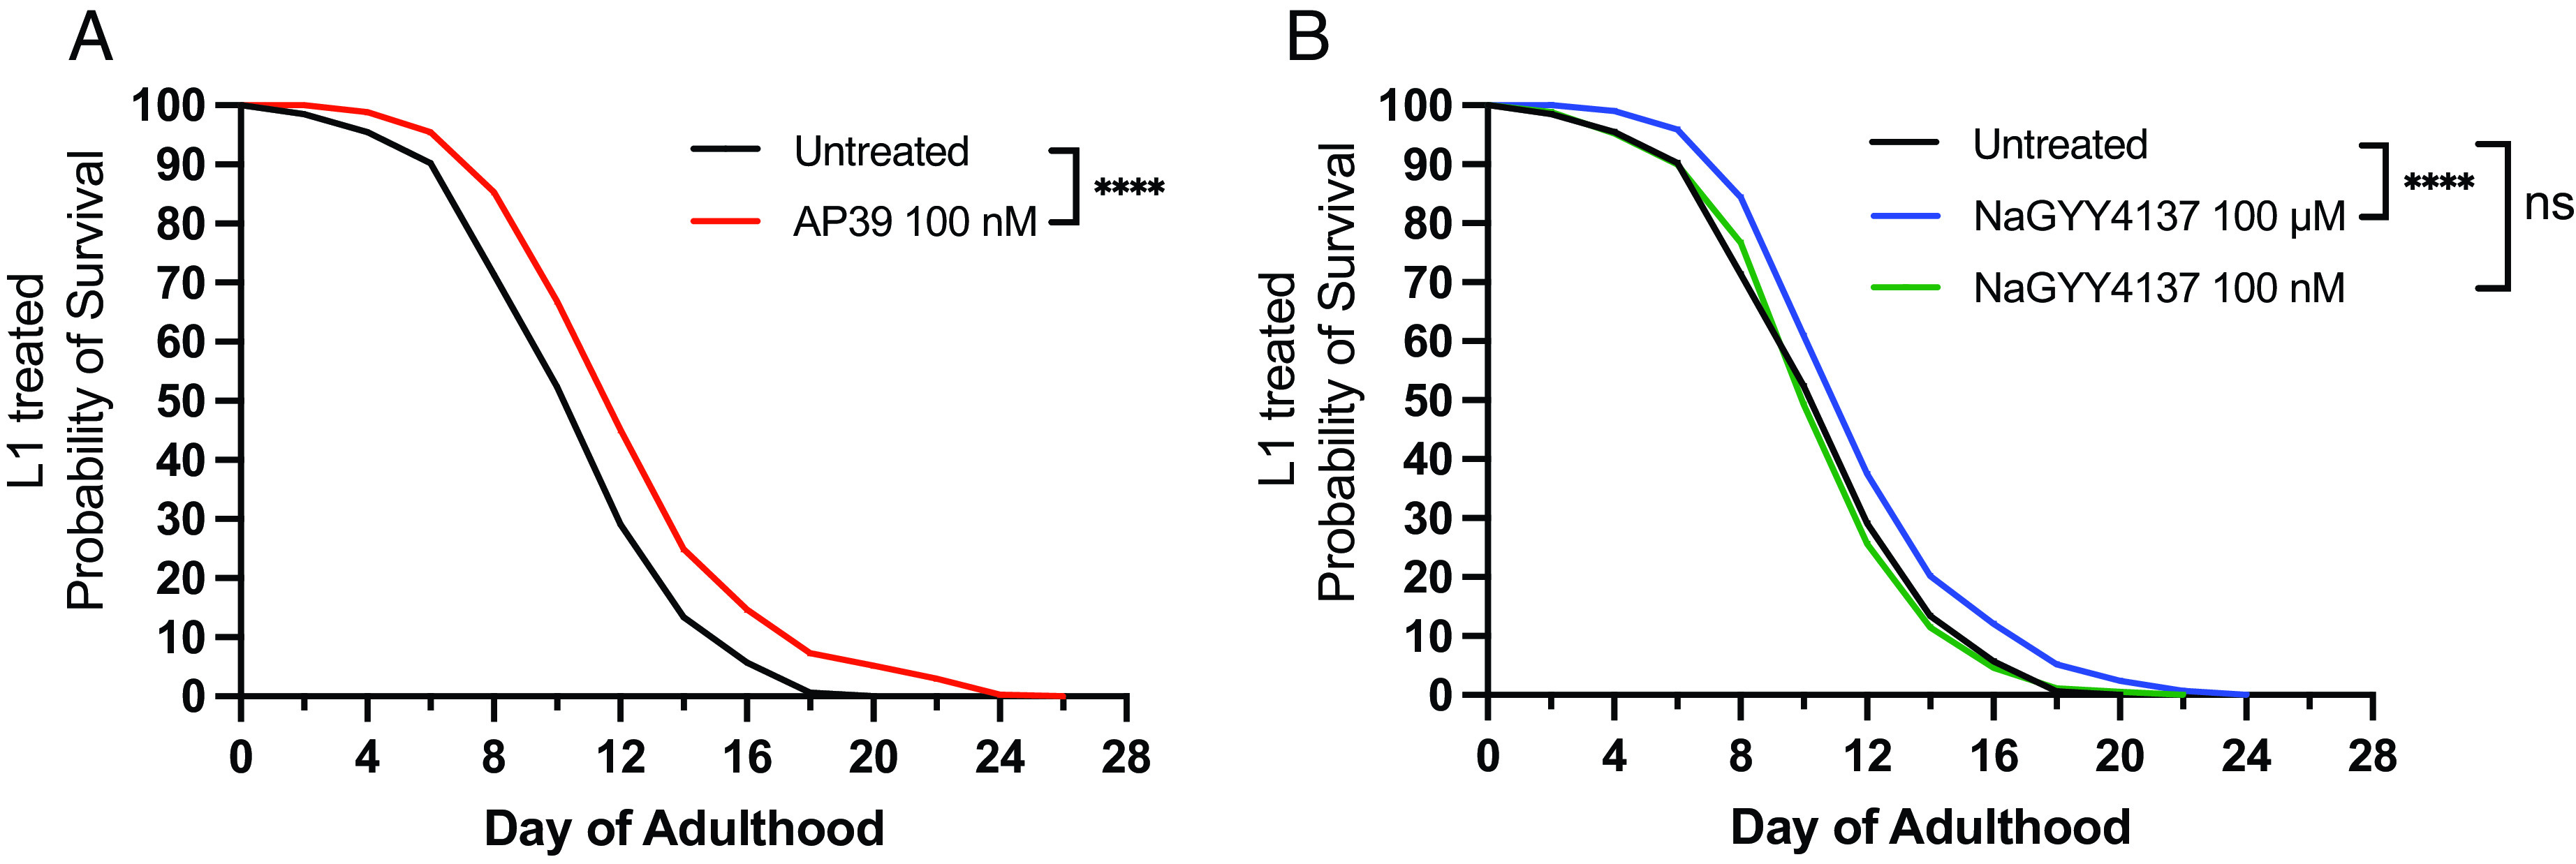 A
L1 treated
Probability of Survival
100
90
80
70
60
50
40
30
20
10
0
0 4 8 12 16 20 24 28
Day of Adulthood
Untreated
AP39 100 nM
****
B
L1 treated
Probability of Survival
100
90
80
70
60
50
40
30
20
10
0
0 4 8 12 16 20 24 28
Day of Adulthood
Untreated
NaGYY4137 100 µM
NaGYY4137 100 nM
****
ns